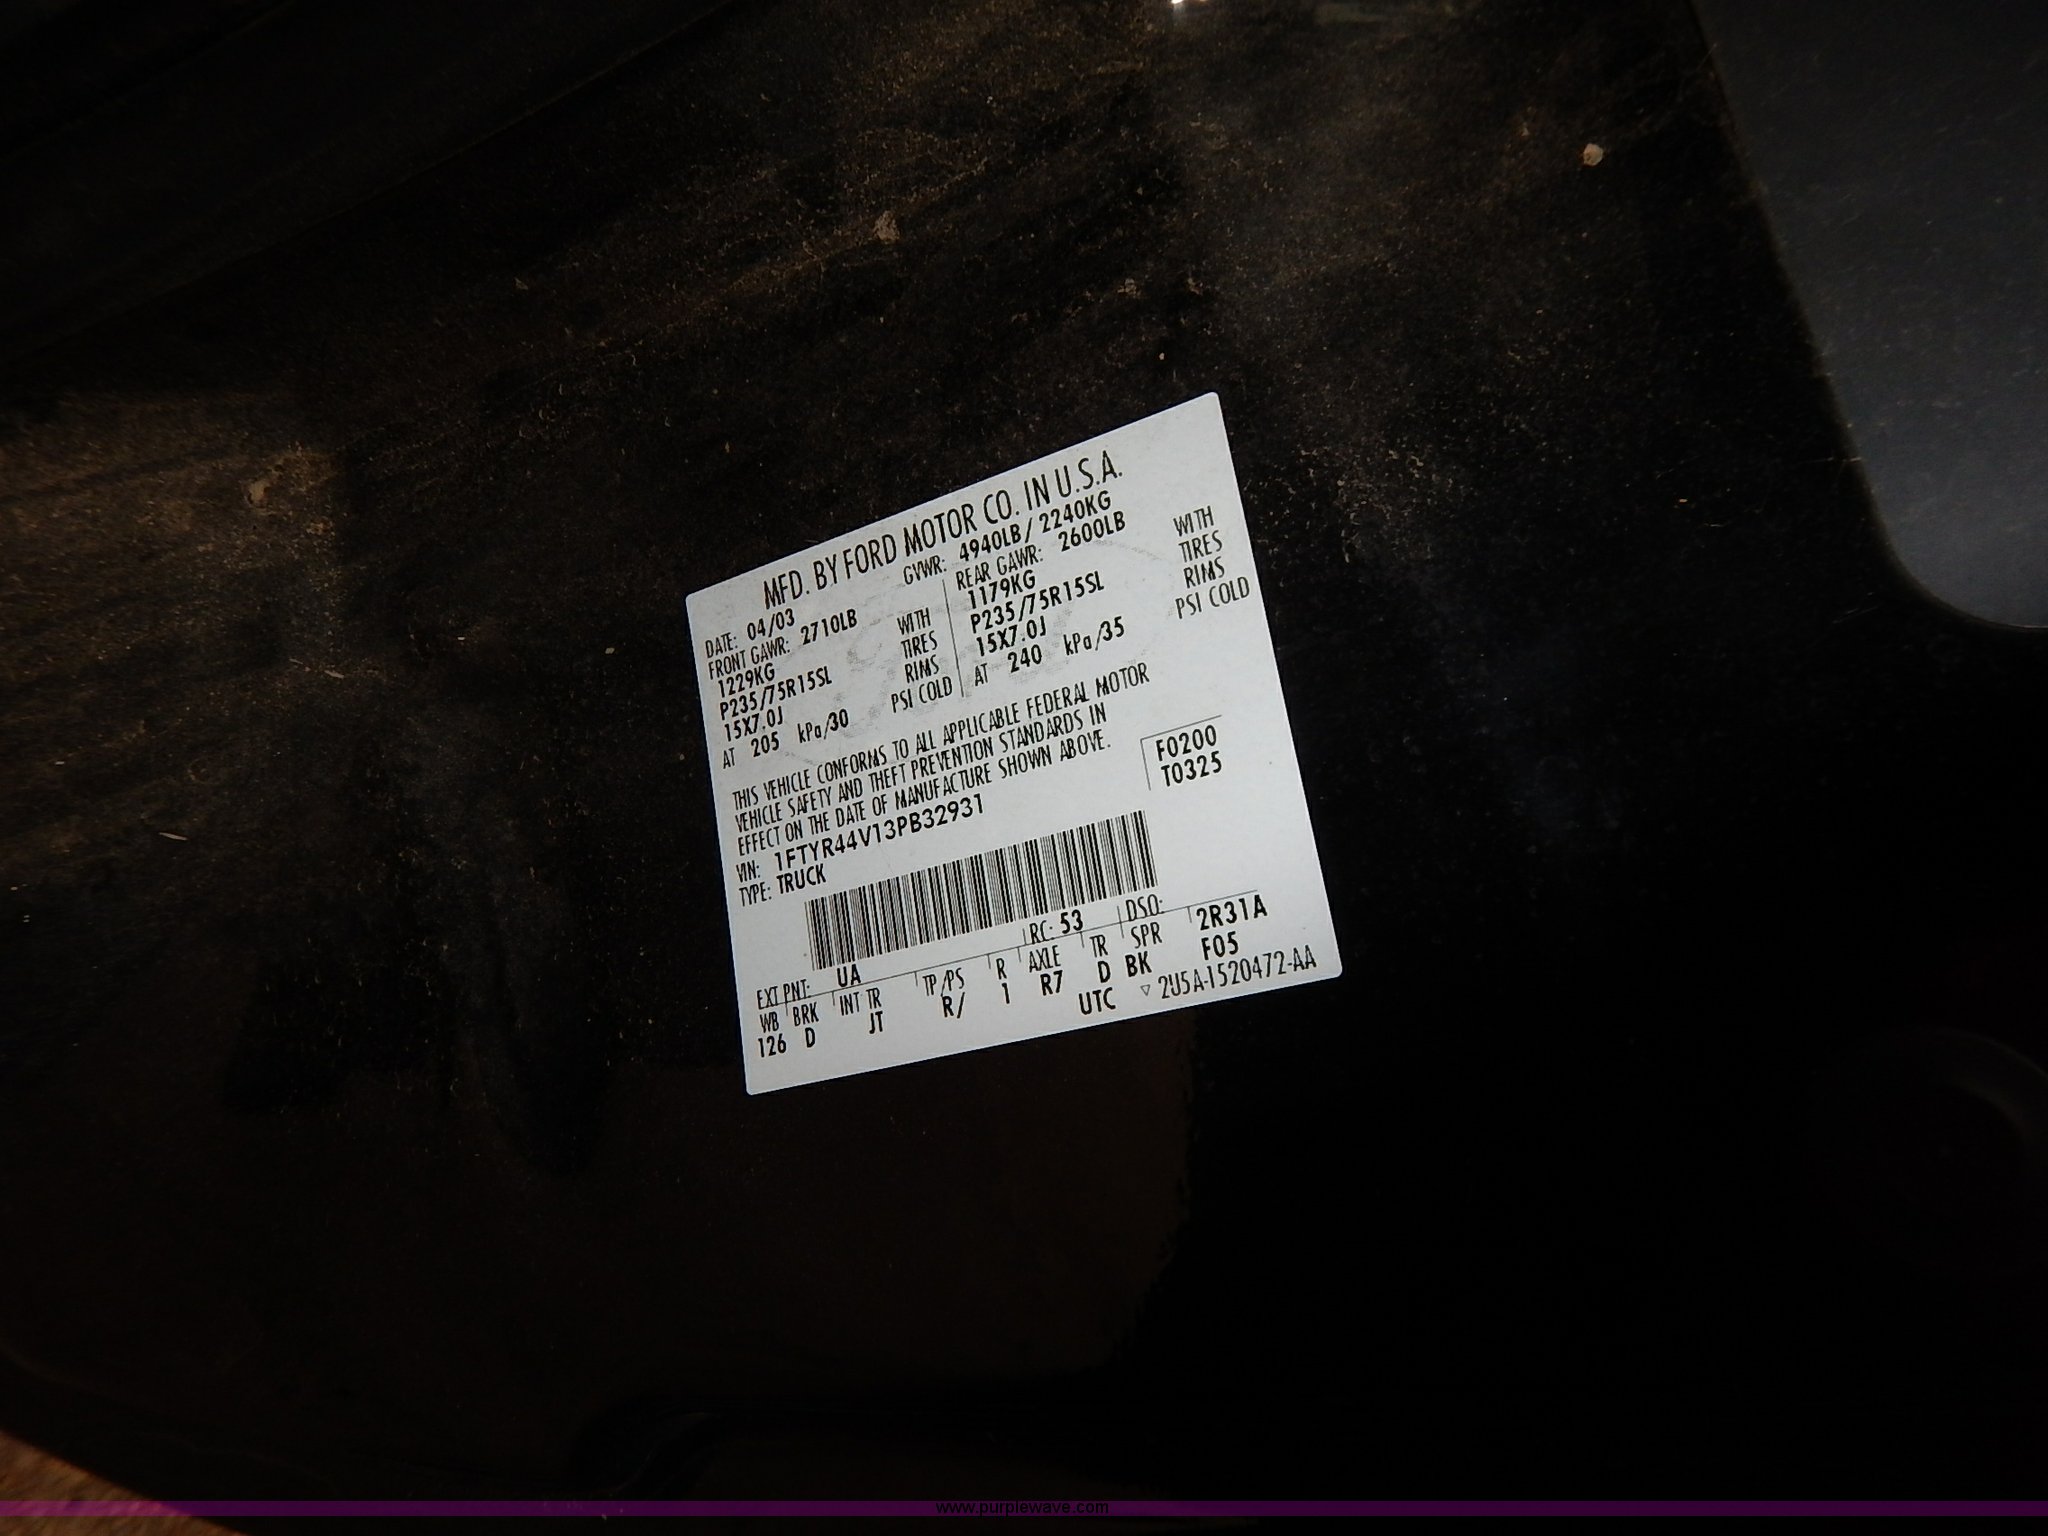 MFD. BY FORD MOTOR CO. IN U.S.A.
DATE: 04/03 GVWR: 4940LB/ 2240KG
FRONT GAWR: 2710LB REAR GAWR: 2600LB
1229KG WITH 1179KG WITH
P235/75R15SL TIRES P235/75R15SL TIRES
15X7.0J RIMS 15X7.0J RIMS
AT 205 kPa/30 PSI COLD AT 240 kPa/35 PSI COLD
THIS VEHICLE CONFORMS TO ALL APPLICABLE FEDERAL MOTOR
VEHICLE SAFETY AND THEFT PREVENTION STANDARDS IN
EFFECT ON THE DATE OF MANUFACTURE SHOWN ABOVE.
VIN: 1FTYR44V13PB32931 F0200
TYPE: TRUCK T0325
EXT PNT: UA RC: 53 DSO:
WB BRK INT TR TP/PS R AXLE TR SPR 2R31A
126 D JT R/ 1 R7 D BK F05
UTC ▽ 2U5A-1520472-AA
www.purplewave.com